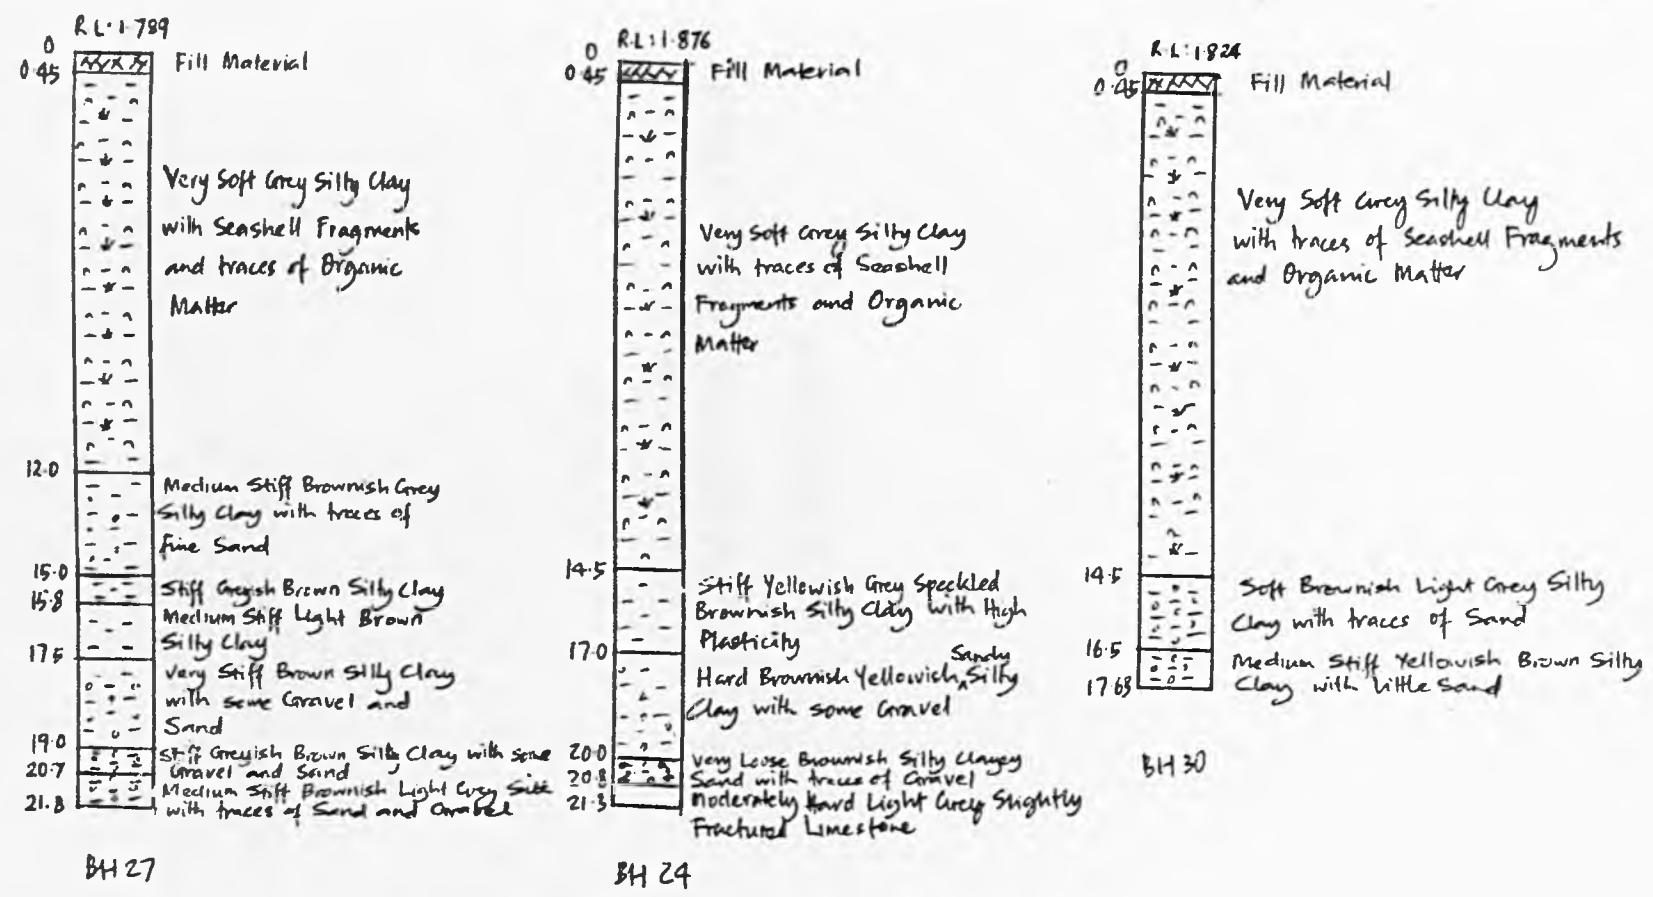 R L : 1.789
0
0.45
Fill Material
Very Soft Grey Silty Clay
with Seashell Fragments
and traces of Organic
Matter
12.0
Medium Stiff Brownish Grey
Silty Clay with traces of
fine Sand
15.0
Stiff Greyish Brown Silty Clay
15.8
Medium Stiff Light Brown
Silty Clay
17.5
Very Stiff Brown Silty Clay
with some Gravel and
Sand
19.0
Stiff Greyish Brown Silty Clay with some
Gravel and Sand
20.7
Medium Stiff Brownish Light Grey Silt
with traces of Sand and Gravel
21.8
BH 27
R.L : 1.876
0
0.45
Fill Material
Very Soft Grey Silty Clay
with traces of Seashell
Fragments and Organic
Matter
14.5
Stiff Yellowish Grey Speckled
Brownish Silty Clay with High
Plasticity
17.0
Hard Brownish Yellowish Sandy Silty
Clay with some Gravel
20.0
Very Loose Brownish Silty Clayey
Sand with traces of Gravel
20.8
Moderately Hard Light Grey Slightly
Fractured Limestone
21.3
BH 24
R.L : 1.824
0
0.45
Fill Material
Very Soft Grey Silty Clay
with traces of Seashell Fragments
and Organic Matter
14.5
Soft Brownish Light Grey Silty
Clay with traces of Sand
16.5
Medium Stiff Yellowish Brown Silty
Clay with little Sand
17.63
BH 30